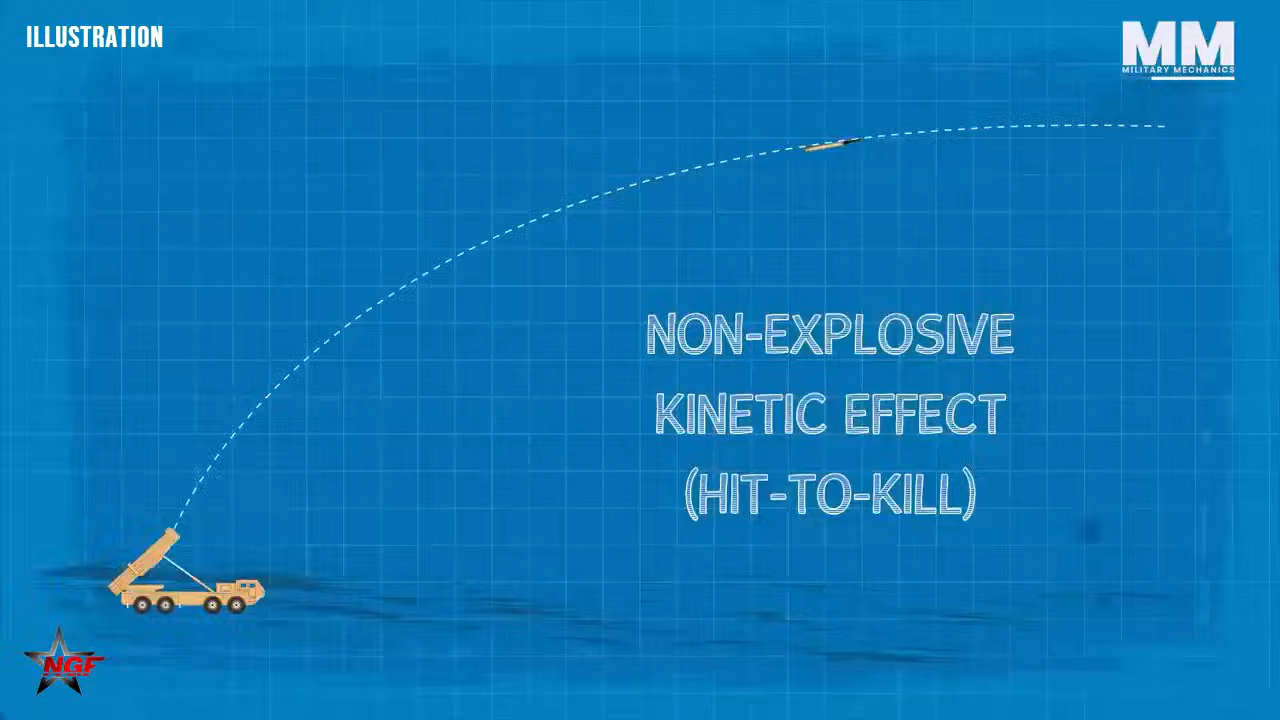 ILLUSTRATION
MM
MILITARY MECHANICS
NON-EXPLOSIVE
KINETIC EFFECT
(HIT-TO-KILL)
NGF